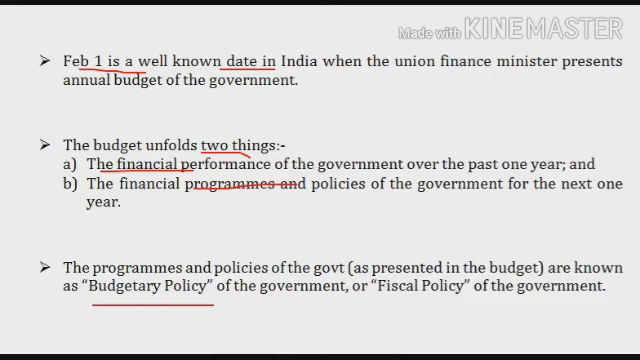 Made with KINEMASTER
➢ Feb 1 is a well known date in India when the union finance minister presents
annual budget of the government.
➢ The budget unfolds two things:-
a) The financial performance of the government over the past one year; and
b) The financial programmes and policies of the government for the next one
year.
➢ The programmes and policies of the govt (as presented in the budget) are known
as “Budgetary Policy” of the government, or “Fiscal Policy” of the government.